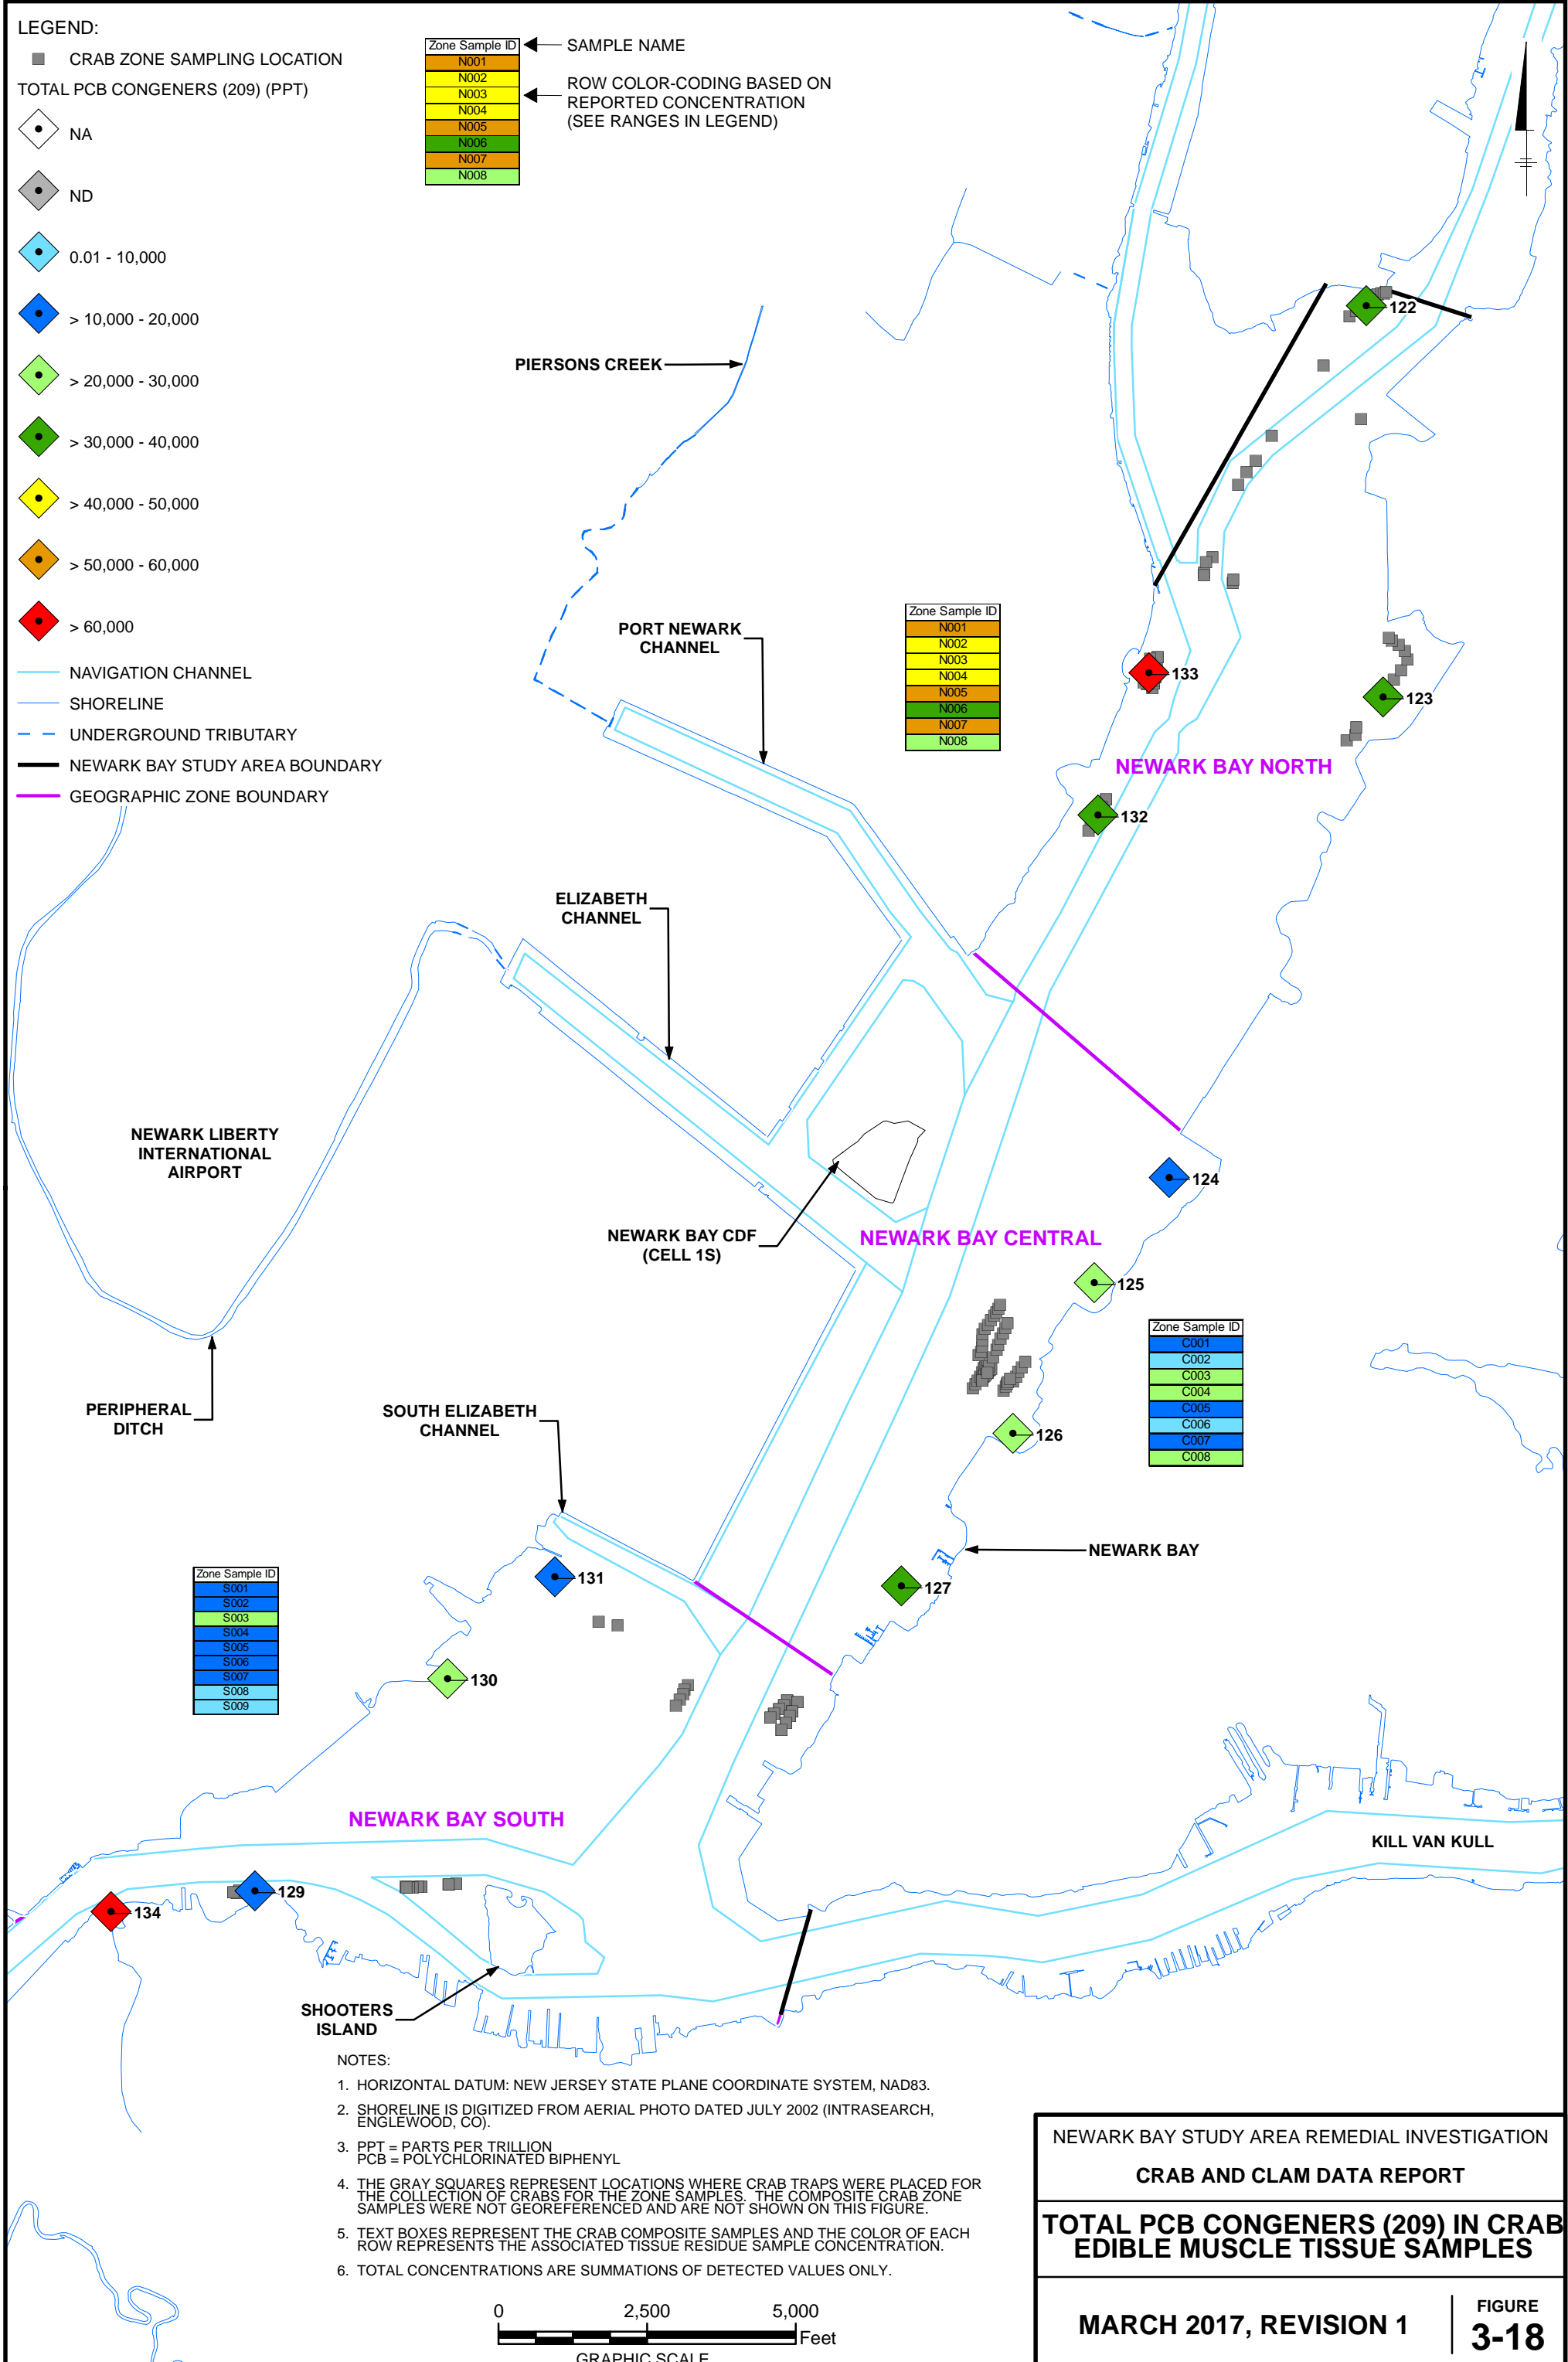 LEGEND:
CRAB ZONE SAMPLING LOCATION
TOTAL PCB CONGENERS (209) (PPT)
NA
ND
0.01 - 10,000
> 10,000 - 20,000
> 20,000 - 30,000
> 30,000 - 40,000
> 40,000 - 50,000
> 50,000 - 60,000
> 60,000
NAVIGATION CHANNEL
SHORELINE
UNDERGROUND TRIBUTARY
NEWARK BAY STUDY AREA BOUNDARY
GEOGRAPHIC ZONE BOUNDARY
Zone Sample ID
N001
N002
N003
N004
N005
N006
N007
N008
SAMPLE NAME
ROW COLOR-CODING BASED ON
REPORTED CONCENTRATION
(SEE RANGES IN LEGEND)
122
PIERSONS CREEK
PORT NEWARK
CHANNEL
Zone Sample ID
N001
N002
N003
N004
N005
N006
N007
N008
133
123
NEWARK BAY NORTH
132
ELIZABETH
CHANNEL
NEWARK LIBERTY
INTERNATIONAL
AIRPORT
124
NEWARK BAY CDF
(CELL 1S)
NEWARK BAY CENTRAL
125
Zone Sample ID
C001
C002
C003
C004
C005
C006
C007
C008
PERIPHERAL
DITCH
SOUTH ELIZABETH
CHANNEL
126
NEWARK BAY
131
127
Zone Sample ID
S001
S002
S003
S004
S005
S006
S007
S008
S009
130
NEWARK BAY SOUTH
KILL VAN KULL
129
134
SHOOTERS
ISLAND
NOTES:
1. HORIZONTAL DATUM: NEW JERSEY STATE PLANE COORDINATE SYSTEM, NAD83.
2. SHORELINE IS DIGITIZED FROM AERIAL PHOTO DATED JULY 2002 (INTRASEARCH,
ENGLEWOOD, CO).
3. PPT = PARTS PER TRILLION
PCB = POLYCHLORINATED BIPHENYL
4. THE GRAY SQUARES REPRESENT LOCATIONS WHERE CRAB TRAPS WERE PLACED FOR
THE COLLECTION OF CRABS FOR THE ZONE SAMPLES. THE COMPOSITE CRAB ZONE
SAMPLES WERE NOT GEOREFERENCED AND ARE NOT SHOWN ON THIS FIGURE.
5. TEXT BOXES REPRESENT THE CRAB COMPOSITE SAMPLES AND THE COLOR OF EACH
ROW REPRESENTS THE ASSOCIATED TISSUE RESIDUE SAMPLE CONCENTRATION.
6. TOTAL CONCENTRATIONS ARE SUMMATIONS OF DETECTED VALUES ONLY.
0 2,500 5,000
Feet
GRAPHIC SCALE
NEWARK BAY STUDY AREA REMEDIAL INVESTIGATION
CRAB AND CLAM DATA REPORT
TOTAL PCB CONGENERS (209) IN CRAB
EDIBLE MUSCLE TISSUE SAMPLES
MARCH 2017, REVISION 1
FIGURE
3-18